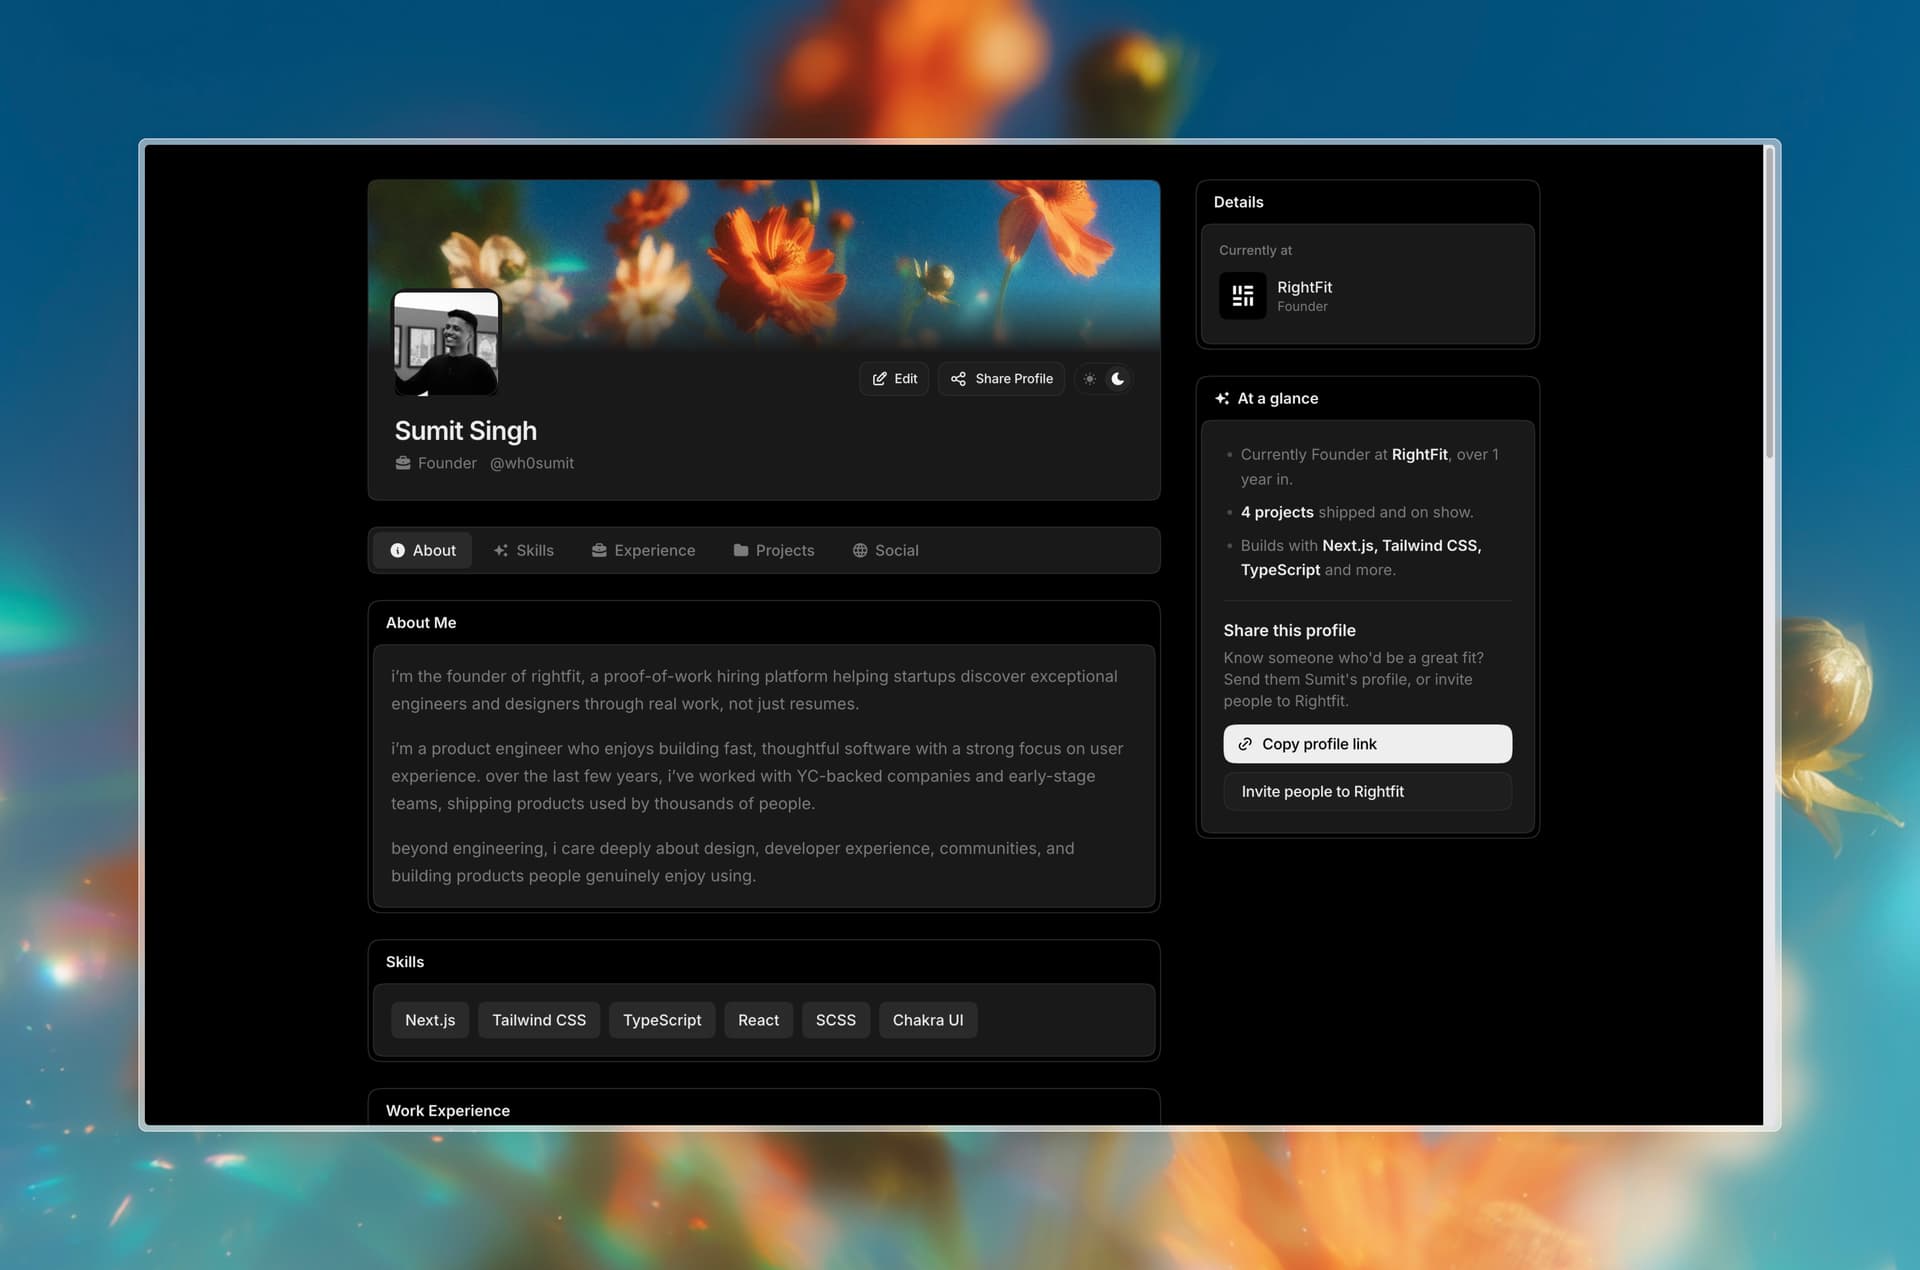 Sumit Singh
Founder @wh0sumit
Edit
Share Profile
About
Skills
Experience
Projects
Social
About Me
i’m the founder of rightfit, a proof-of-work hiring platform helping startups discover exceptional
engineers and designers through real work, not just resumes.
i’m a product engineer who enjoys building fast, thoughtful software with a strong focus on user
experience. over the last few years, i’ve worked with YC-backed companies and early-stage
teams, shipping products used by thousands of people.
beyond engineering, i care deeply about design, developer experience, communities, and
building products people genuinely enjoy using.
Skills
Next.js
Tailwind CSS
TypeScript
React
SCSS
Chakra UI
Work Experience
Details
Currently at
RightFit
Founder
At a glance
Currently Founder at RightFit, over 1
year in.
4 projects shipped and on show.
Builds with Next.js, Tailwind CSS,
TypeScript and more.
Share this profile
Know someone who'd be a great fit?
Send them Sumit's profile, or invite
people to Rightfit.
Copy profile link
Invite people to Rightfit